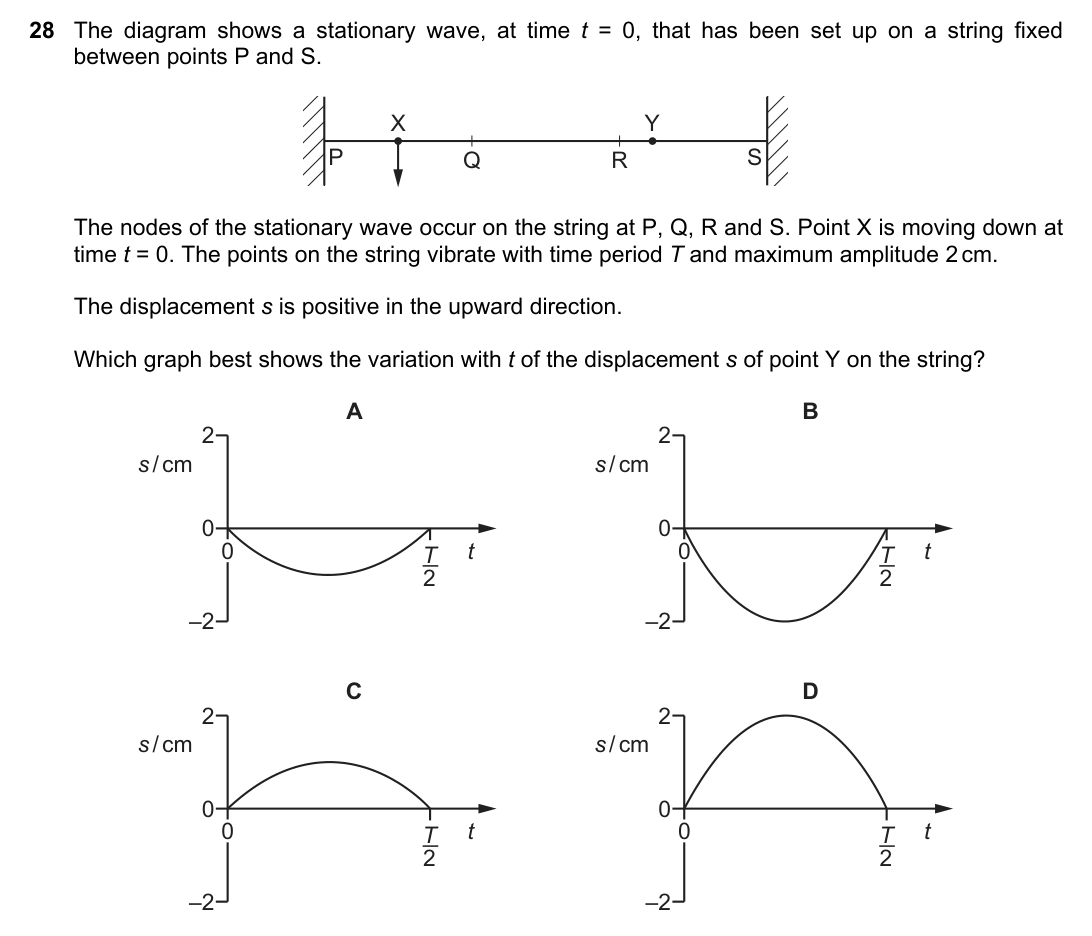 28 The diagram shows a stationary wave, at time t = 0, that has been set up on a string fixed
between points P and S.
X Y
P Q R S
The nodes of the stationary wave occur on the string at P, Q, R and S. Point X is moving down at
time t = 0. The points on the string vibrate with time period T and maximum amplitude 2 cm.
The displacement s is positive in the upward direction.
Which graph best shows the variation with t of the displacement s of point Y on the string?
A B
2 2
s / cm s / cm
0 0
0 T/2 t 0 T/2 t
–2 –2
C D
2 2
s / cm s / cm
0 0
0 T/2 t 0 T/2 t
–2 –2